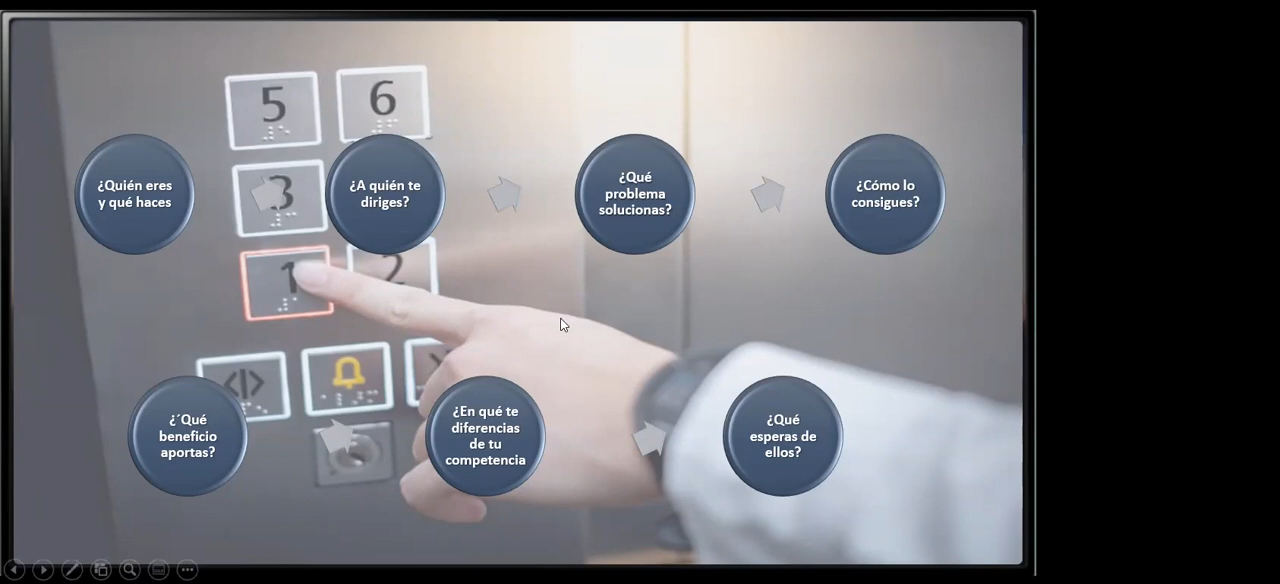 5 6
¿Quién eres
y qué haces
3
¿A quién te
diriges?
¿Qué
problema
solucionas?
¿Cómo lo
consigues?
1 2
¿´Qué
beneficio
aportas?
¿En qué te
diferencias
de tu
competencia
¿Qué
esperas de
ellos?